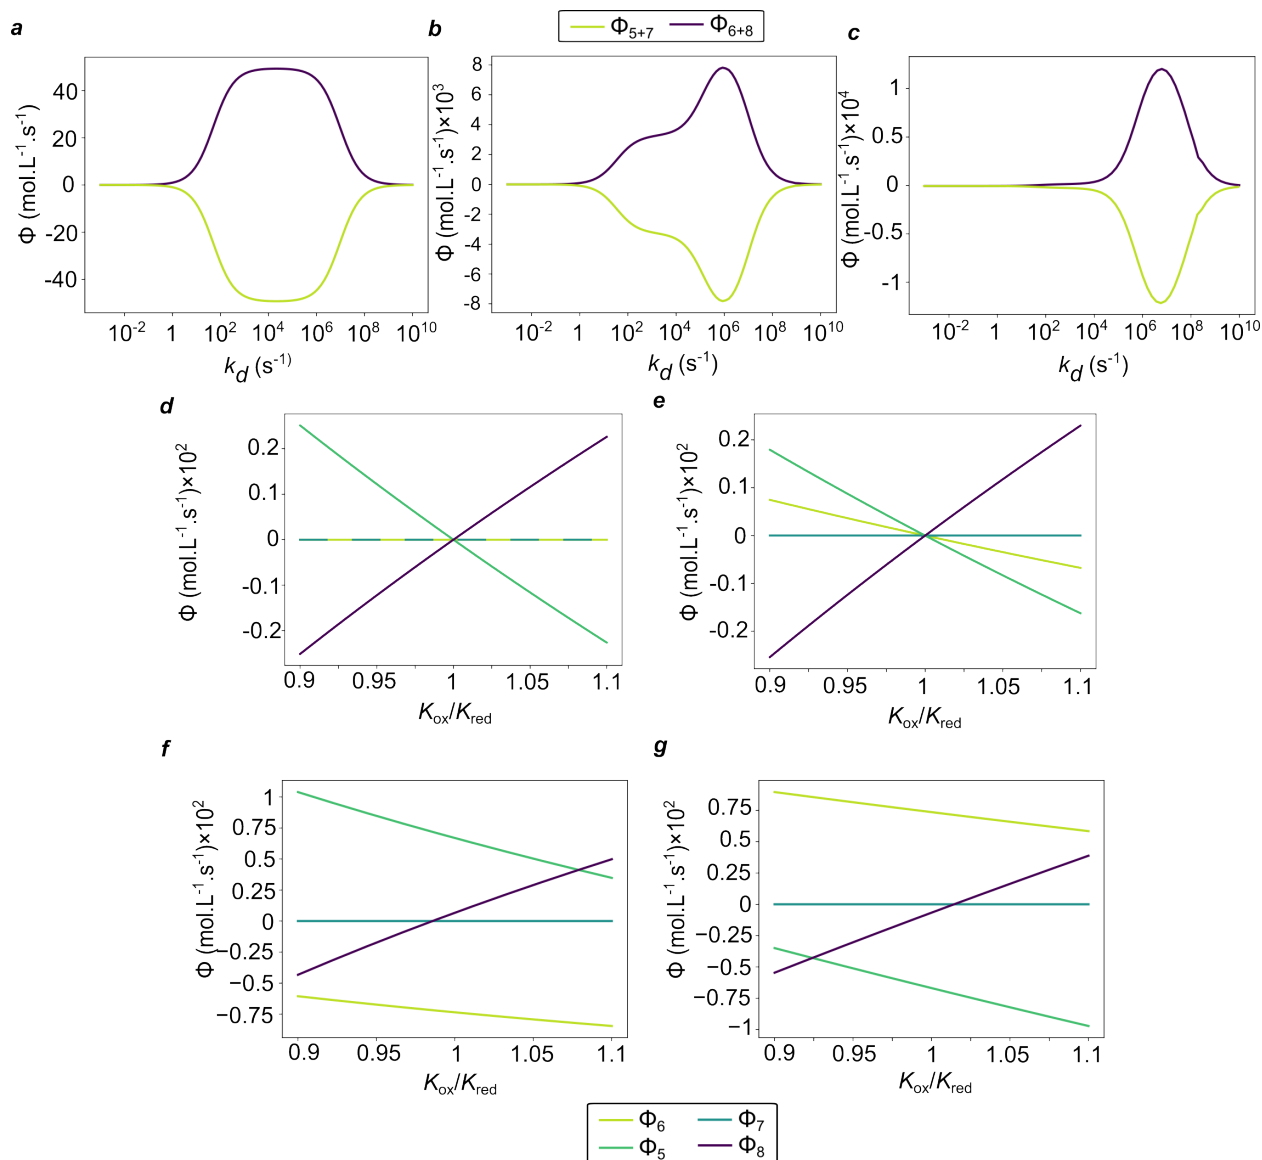 a
b
c
Φ5+7 Φ6+8
Φ (mol.L-1.s-1)
40
20
0
-20
-40
10-2 1 102 104 106 108 1010
kd (s-1)
Φ (mol.L-1.s-1)×103
8
6
4
2
0
-2
-4
-6
-8
10-2 1 102 104 106 108 1010
kd (s-1)
Φ (mol.L-1.s-1)×104
1
0.5
0
-0.5
-1
10-2 1 102 104 106 108 1010
kd (s-1)
d
Φ (mol.L-1.s-1)×102
0.2
0.1
0
-0.1
-0.2
0.9 0.95 1 1.05 1.1
Kox/Kred
e
Φ (mol.L-1.s-1)×102
0.2
0.1
0
-0.1
-0.2
0.9 0.95 1 1.05 1.1
Kox/Kred
f
Φ (mol.L-1.s-1)×102
1
0.75
0.5
0.25
0
−0.25
−0.5
−0.75
0.9 0.95 1 1.05 1.1
Kox/Kred
g
Φ (mol.L-1.s-1)×102
0.75
0.5
0.25
0
−0.25
−0.5
−0.75
−1
0.9 0.95 1 1.05 1.1
Kox/Kred
Φ6 Φ7
Φ5 Φ8